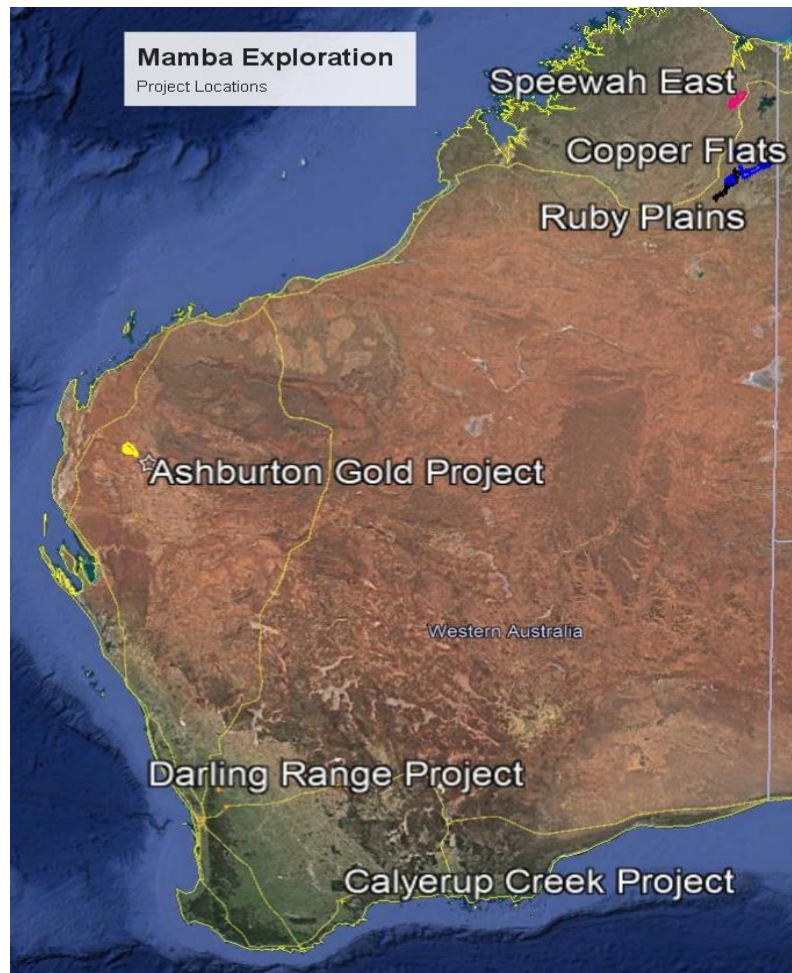 Mamba Exploration
Project Locations
Speewah East
Copper Flats
Ruby Plains
Ashburton Gold Project
Western Australia
Darling Range Project
Calyerup Creek Project